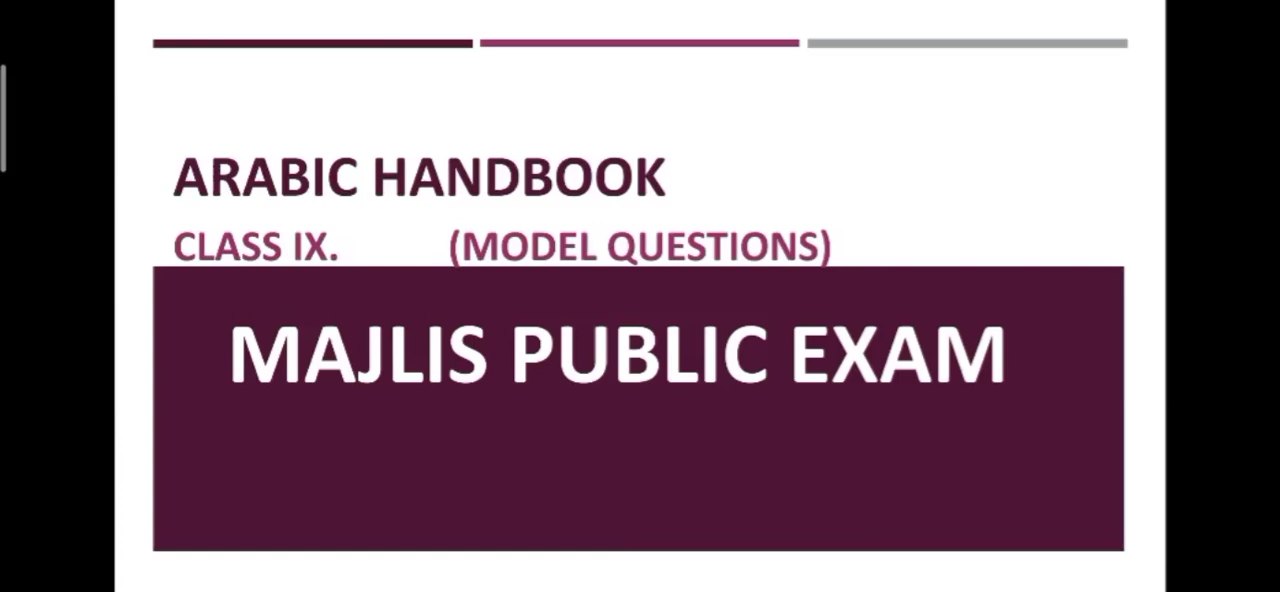 ARABIC HANDBOOK
CLASS IX. (MODEL QUESTIONS)
MAJLIS PUBLIC EXAM